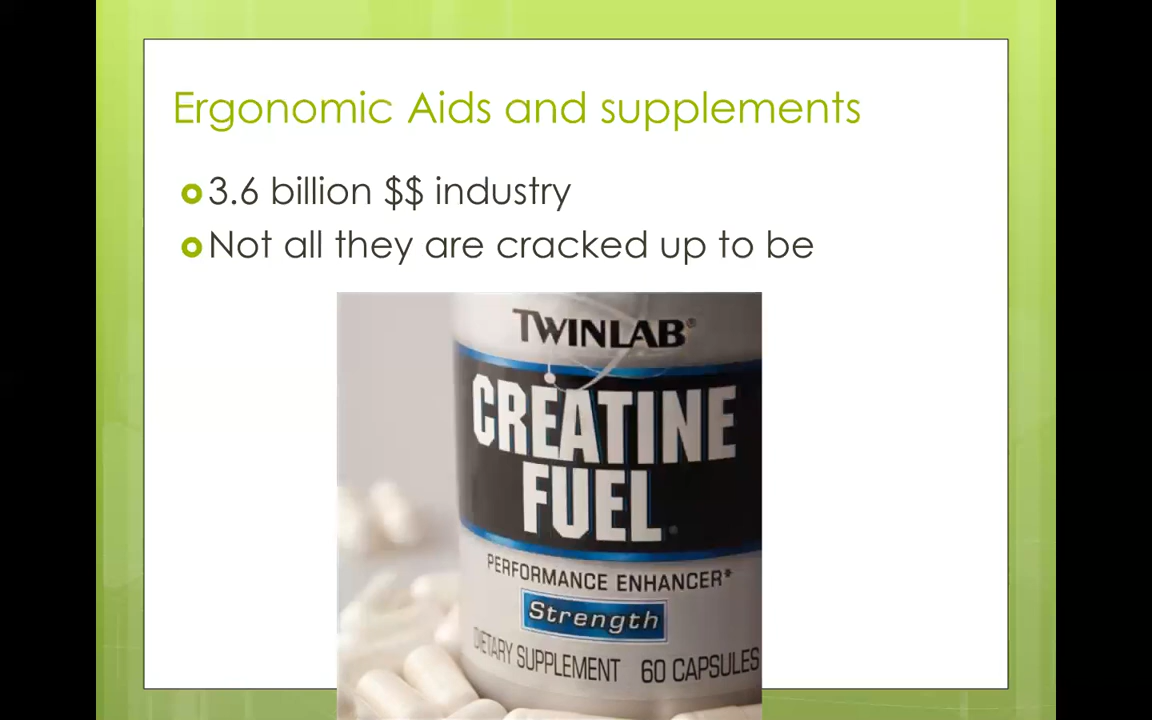 Ergonomic Aids and supplements
3.6 billion $$ industry
Not all they are cracked up to be
TWINLAB®
CREATINE
FUEL
PERFORMANCE ENHANCER*
Strength
DIETARY SUPPLEMENT 60 CAPSULES